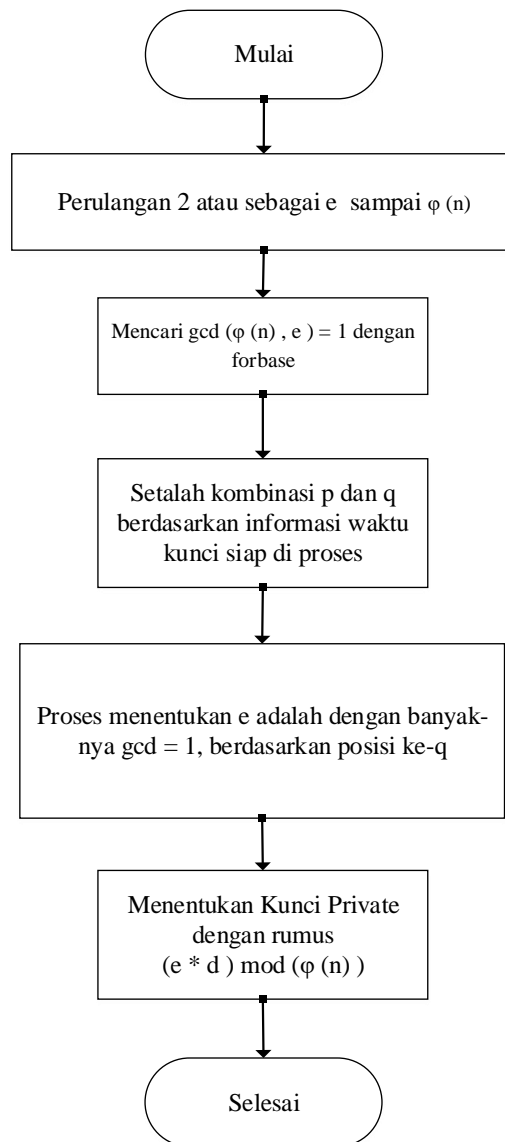 Mulai
Perulangan 2 atau sebagai e sampai φ (n)
Mencari gcd (φ (n) , e ) = 1 dengan
forbase
Setalah kombinasi p dan q
berdasarkan informasi waktu
kunci siap di proses
Proses menentukan e adalah dengan banyak-
nya gcd = 1, berdasarkan posisi ke-q
Menentukan Kunci Private
dengan rumus
(e * d ) mod (φ (n) )
Selesai